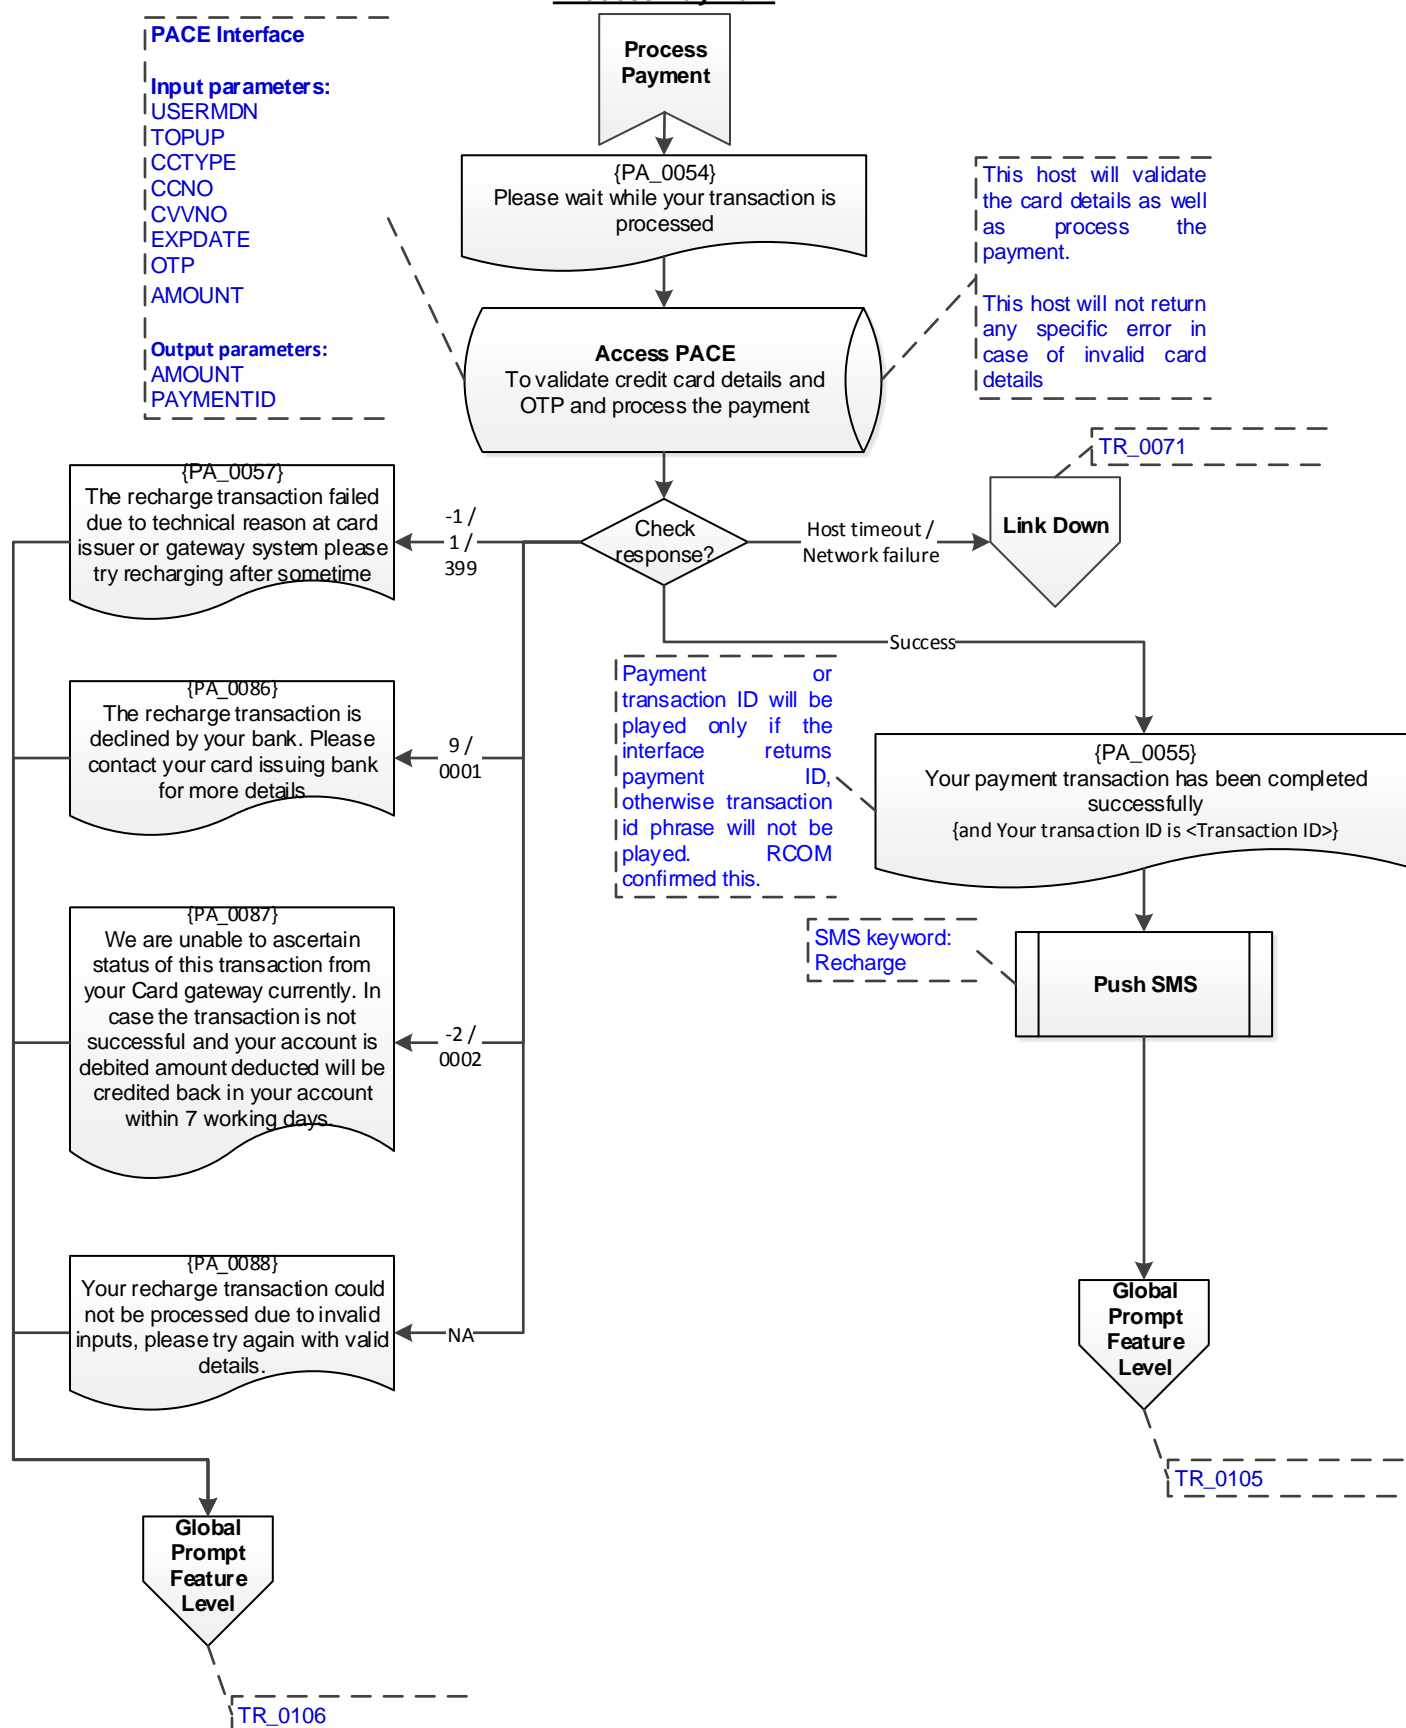 PACE Interface
Input parameters:
USERMDN
TOPUP
CCTYPE
CCNO
CVVNO
EXPDATE
OTP
AMOUNT
Output parameters:
AMOUNT
PAYMENTID
Process
Payment
{PA_0054}
Please wait while your transaction is
processed
This host will validate
the card details as well
as process the
payment.
This host will not return
any specific error in
case of invalid card
details
Access PACE
To validate credit card details and
OTP and process the payment
TR_0071
Link Down
Check
response?
Host timeout /
Network failure
-1 /
1 /
399
{PA_0057}
The recharge transaction failed
due to technical reason at card
issuer or gateway system please
try recharging after sometime
Success
{PA_0086}
The recharge transaction is
declined by your bank. Please
contact your card issuing bank
for more details
9 /
0001
Payment or
transaction ID will be
played only if the
interface returns
payment ID,
otherwise transaction
id phrase will not be
played. RCOM
confirmed this.
{PA_0055}
Your payment transaction has been completed
successfully
{and Your transaction ID is <Transaction ID>}
{PA_0087}
We are unable to ascertain
status of this transaction from
your Card gateway currently. In
case the transaction is not
successful and your account is
debited amount deducted will be
credited back in your account
within 7 working days.
-2 /
0002
SMS keyword:
Recharge
Push SMS
{PA_0088}
Your recharge transaction could
not be processed due to invalid
inputs, please try again with valid
details.
NA
Global
Prompt
Feature
Level
TR_0105
Global
Prompt
Feature
Level
TR_0106